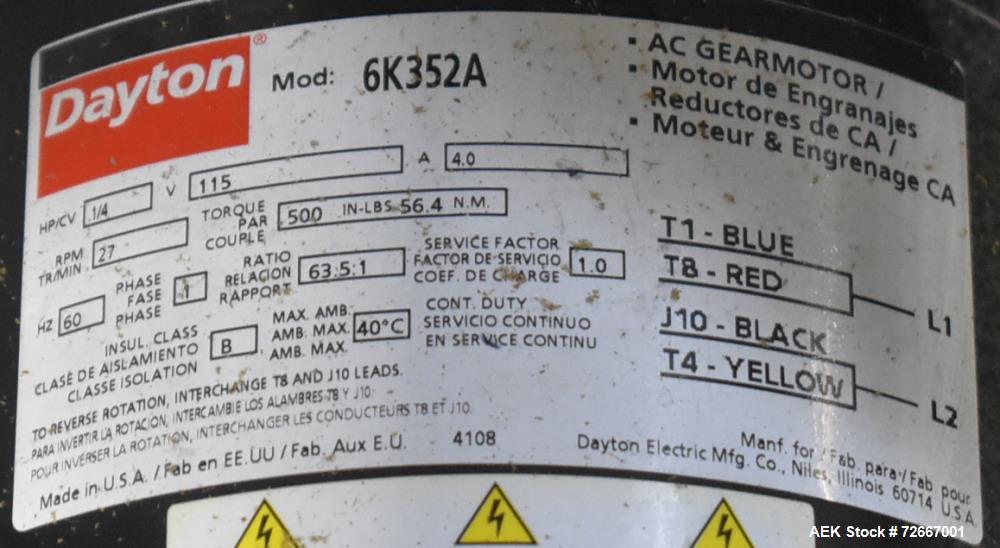 Dayton®
Mod: 6K352A
▪ AC GEARMOTOR /
▪ Motor de Engranajes
Reductores de CA /
▪ Moteur & Engrenage CA
HP/CV 1/4 V 115 A 4.0
RPM
TR/MIN. 27
TORQUE
PAR
COUPLE
500 IN-LBS 56.4 N.M.
HZ 60
PHASE
FASE
PHASE
1
RATIO
RELACION
RAPPORT
63:5:1
SERVICE FACTOR
FACTOR DE SERVICIO
COEF. DE CHARGE
1.0
INSUL. CLASS
CLASE DE AISLAMIENTO
CLASSE ISOLATION
B
MAX. AMB.
AMB. MAX.
AMB. MAX.
40°C
CONT. DUTY
SERVICIO CONTINUO
EN SERVICE CONTINU
TO REVERSE ROTATION, INTERCHANGE T8 AND J10 LEADS.
PARA INVERTIR LA ROTACION, INTERCAMBIE LOS ALAMBRES T8 Y J10.
POUR INVERSER LA ROTATION, INTERCHANGER LES CONDUCTEURS T8 ET J10.
Made in U.S.A. / Fab en EE.UU / Fab. Aux E.U.
4108
T1 - BLUE
T8 - RED
L1
J10 - BLACK
T4 - YELLOW
L2
Manf. for / Fab. para / Fab pour
Dayton Electric Mfg. Co., Niles, Illinois 60714 U.S.A.
AEK Stock # 72667001